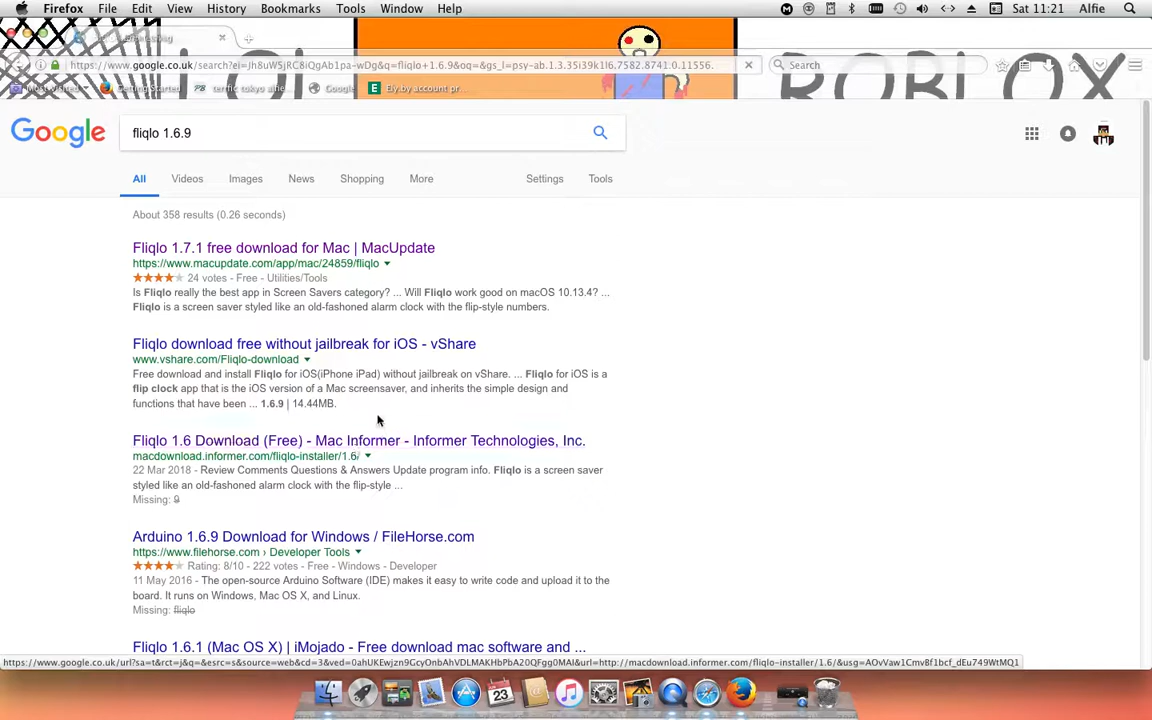 Firefox File Edit View History Bookmarks Tools Window Help Sat 11:21 Alfie
ROBLOX
https://www.google.co.uk/search?ei=jh8uW5jRC8iQgAb1pa-wDg&q=fliqlo+1.6.9&oq=&gs_l=psy-ab.1.3.35i39k1l6.7582.8741.0.11556. Search
Most Visited Getting Started terrific tokyo alfie Google Ely.by account pr...
Google fliqlo 1.6.9
All Videos Images News Shopping More Settings Tools
About 358 results (0.26 seconds)
Fliqlo 1.7.1 free download for Mac | MacUpdate
https://www.macupdate.com/app/mac/24859/fliqlo
24 votes - Free - Utilities/Tools
Is Fliqlo really the best app in Screen Savers category? ... Will Fliqlo work good on macOS 10.13.4? ...
Fliqlo is a screen saver styled like an old-fashoned alarm clock with the flip-style numbers.
Fliqlo download free without jailbreak for iOS - vShare
www.vshare.com/Fliqlo-download
Free download and install Fliqlo for iOS(iPhone iPad) without jailbreak on vShare. ... Fliqlo for iOS is a
flip clock app that is the iOS version of a Mac screensaver, and inherits the simple design and
functions that have been ... 1.6.9 | 14.44MB.
Fliqlo 1.6 Download (Free) - Mac Informer - Informer Technologies, Inc.
macdownload.informer.com/fliqlo-installer/1.6/
22 Mar 2018 - Review Comments Questions & Answers Update program info. Fliqlo is a screen saver
styled like an old-fashoned alarm clock with the flip-style ...
Missing: 9
Arduino 1.6.9 Download for Windows / FileHorse.com
https://www.filehorse.com › Developer Tools
Rating: 8/10 - 222 votes - Free - Windows - Developer
11 May 2016 - The open-source Arduino Software (IDE) makes it easy to write code and upload it to the
board. It runs on Windows, Mac OS X, and Linux.
Missing: fliqlo
Fliqlo 1.6.1 (Mac OS X) | iMojado - Free download mac software and ...
https://www.google.co.uk/url?sa=t&rct=j&q=&esrc=s&source=web&cd=3&ved=0ahUKEwjzn9GcyOnbAhVDLMAKHbPbA20QFgg0MAI&url=http://macdownload.informer.com/fliqlo-installer/1.6/&usg=AOvVaw1Cmv8f1bcf_dEu749WtMQ1
23